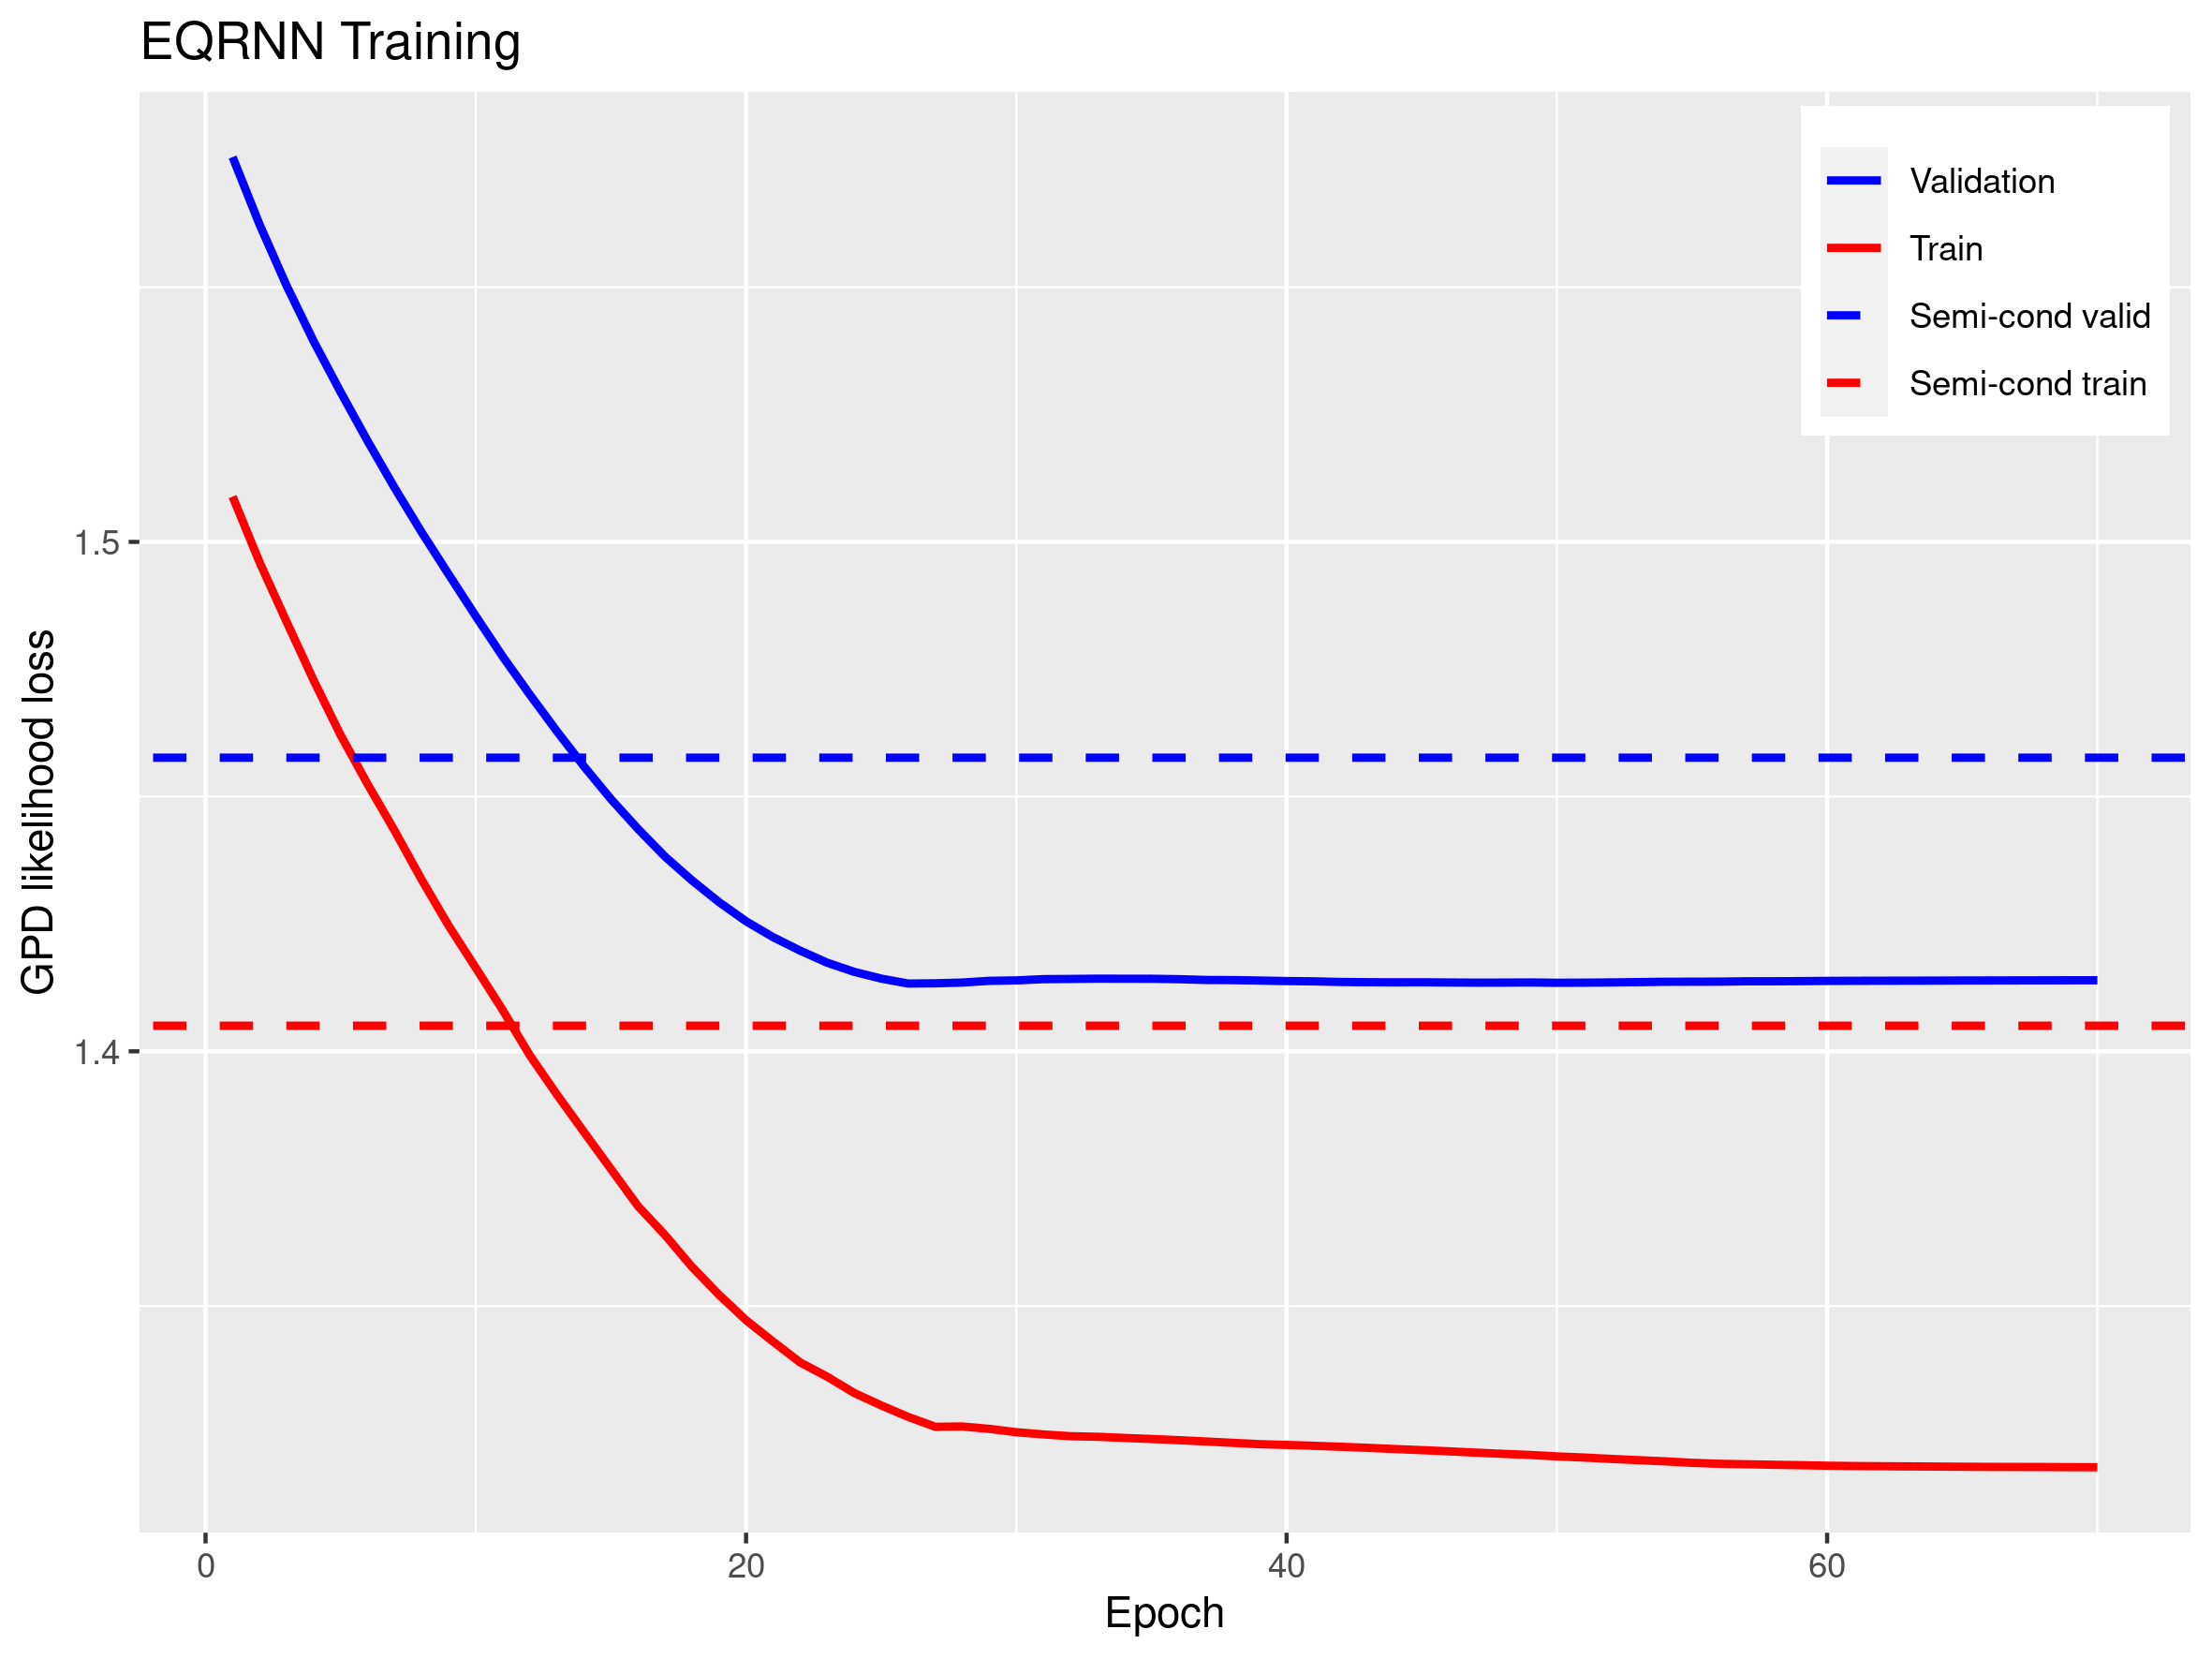 EQRNN Training
Validation
Train
Semi-cond valid
Semi-cond train
1.5
1.4
GPD likelihood loss
0 20 40 60
Epoch